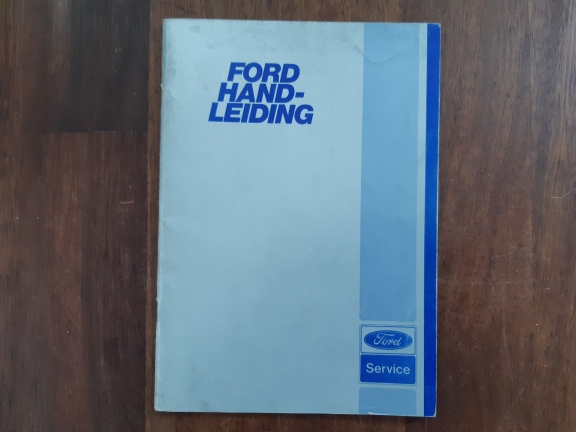 FORD
HAND-
LEIDING
Ford
Service